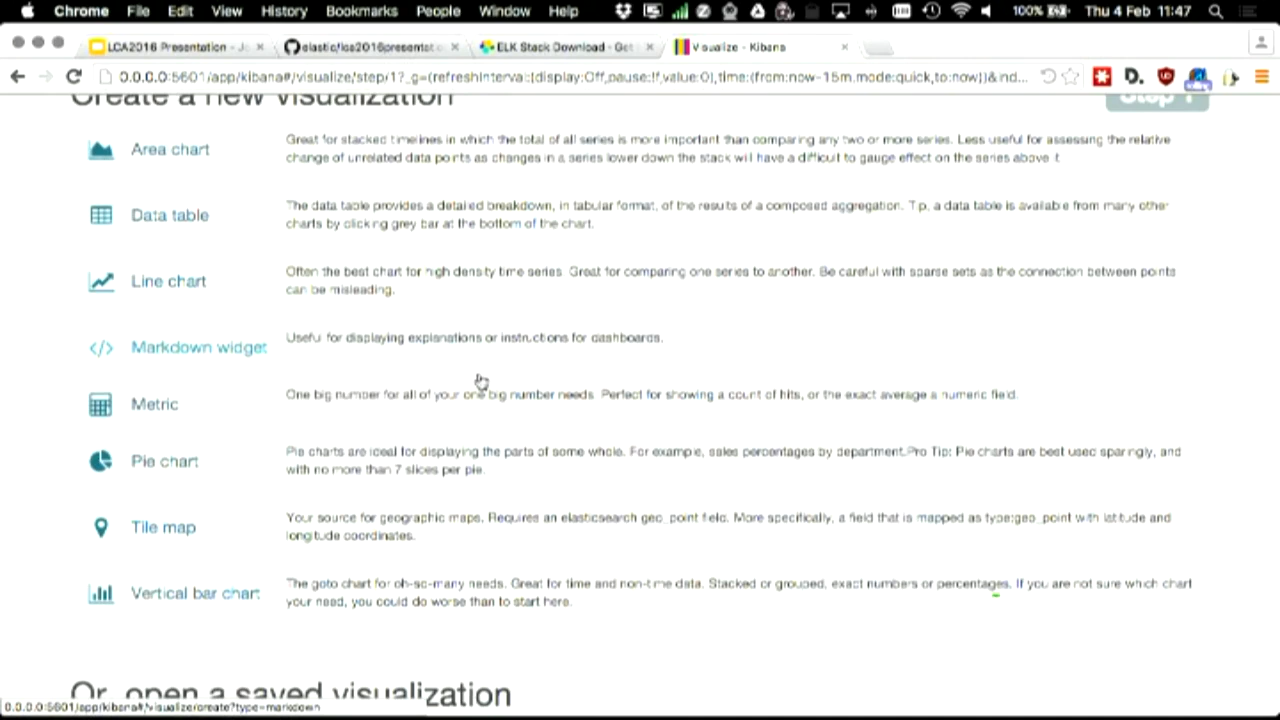 Chrome File Edit View History Bookmarks People Window Help 100% Thu 4 Feb 11:47
LCA2016 Presentation - ELK Stack Download - Get Visualize - Kibana
0.0.0.0:5601/app/kibana#/visualize/step/1?_g=(refreshInterval:(display:Off,pause:!f,value:0),time:(from:now-15m,mode:quick,to:now))&ind...
Create a new visualization
Step 1
Area chart
Great for stacked timelines in which the total of all series is more important than comparing any two or more series. Less useful for assessing the relative
change of unrelated data points as changes in a series lower down the stack will have a difficult to gauge effect on the series above it
Data table
The data table provides a detailed breakdown, in tabular format, of the results of a composed aggregation. Tip, a data table is available from many other
charts by clicking grey bar at the bottom of the chart.
Line chart
Often the best chart for high density time series. Great for comparing one series to another. Be careful with sparse sets as the connection between points
can be misleading.
Markdown widget
Useful for displaying explanations or instructions for dashboards.
Metric
One big number for all of your one big number needs. Perfect for showing a count of hits, or the exact average a numeric field.
Pie chart
Pie charts are ideal for displaying the parts of some whole. For example, sales percentages by department.Pro Tip: Pie charts are best used sparingly, and
with no more than 7 slices per pie.
Tile map
Your source for geographic maps. Requires an elasticsearch geo_point field. More specifically, a field that is mapped as type:geo_point with latitude and
longitude coordinates.
Vertical bar chart
The goto chart for oh-so-many needs. Great for time and non-time data. Stacked or grouped, exact numbers or percentages. If you are not sure which chart
your need, you could do worse than to start here.
Or, open a saved visualization
0.0.0.0:5601/app/kibana#/visualize/create?type=markdown